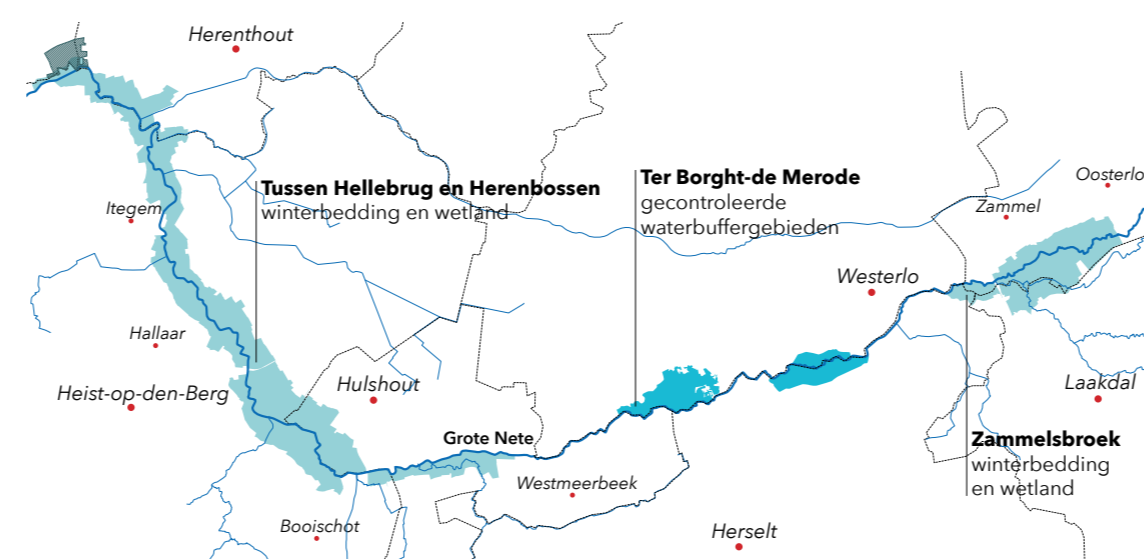 Herenthout
Tussen Hellebrug en Herenbossen
winterbedding en wetland
Ter Borght-de Merode
gecontroleerde
waterbuffergebieden
Oosterlo
Zammel
Itegem
Westerlo
Hallaar
Heist-op-den-Berg
Hulshout
Laakdal
Grote Nete
Zammelsbroek
winterbedding
en wetland
Westmeerbeek
Booischot
Herselt